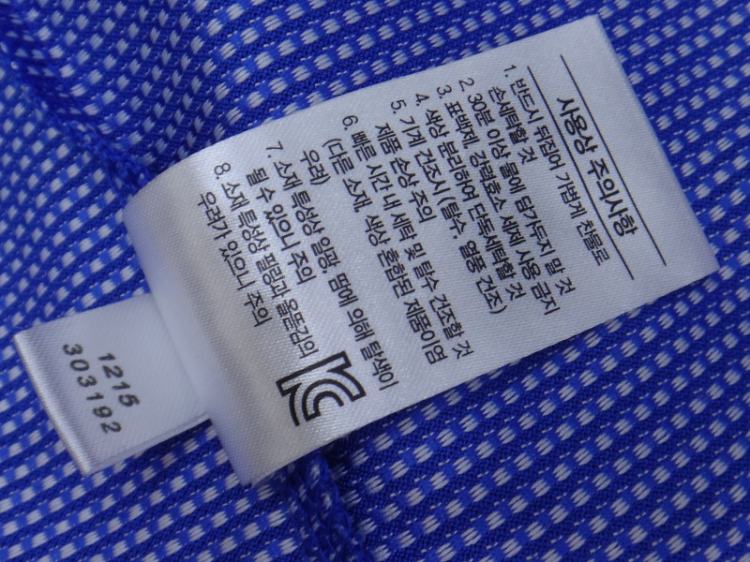 사용상 주의사항
1. 반드시 뒤집어 가볍게 찬물로
손세탁할 것
2. 30분 이상 물에 담가두지 말 것
3. 표백제, 강력효소 세제 사용 금지
4. 색상 분리하여 단독세탁할 것
5. 기계 건조시 (탈수, 열풍 건조)
제품 손상 주의
6. 빠른 시간 내 세탁 및 탈수 건조할 것
(다른 소재, 색상 혼합된 제품이염
우려)
7. 소재 특성상 일광, 땀에 의해 탈색이
될 수 있으니 주의
8. 소재 특성상 필링과 올뜯김의
우려가 있으니 주의
1215
303192